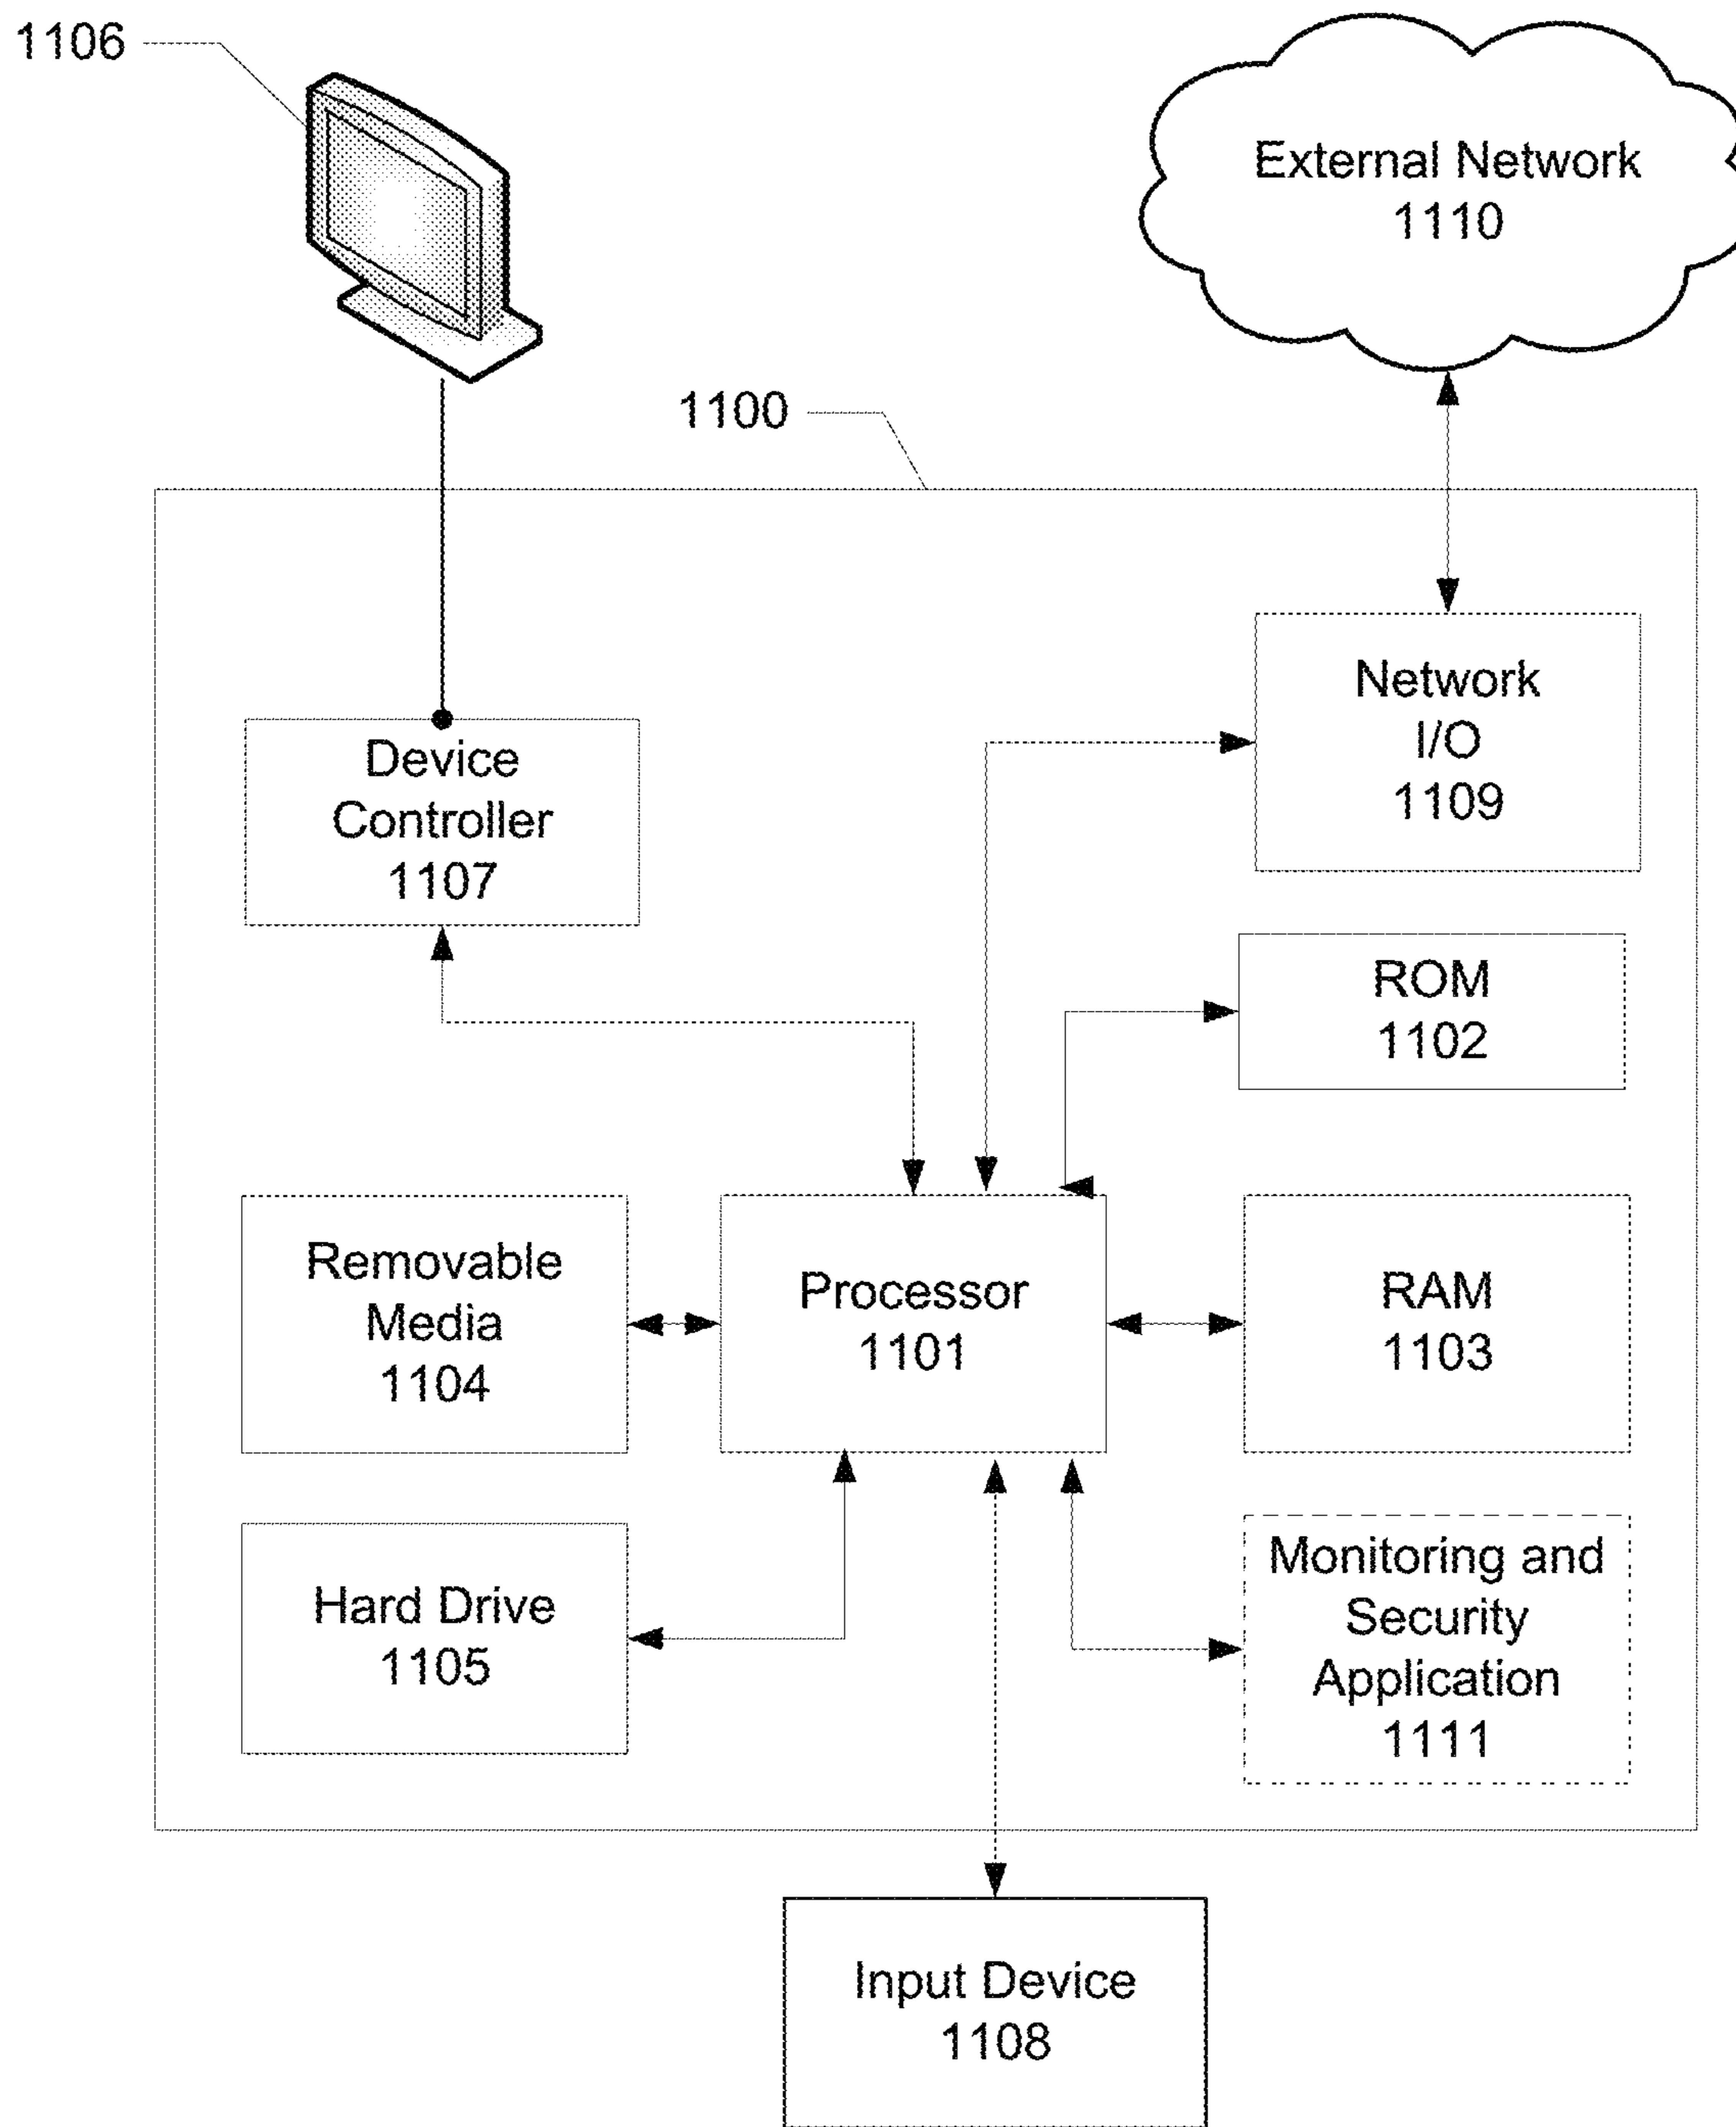 1106
External Network
1110
1100
Network
I/O
1109
Device
Controller
1107
ROM
1102
Removable
Media
1104
Processor
1101
RAM
1103
Hard Drive
1105
Monitoring and
Security
Application
1111
Input Device
1108